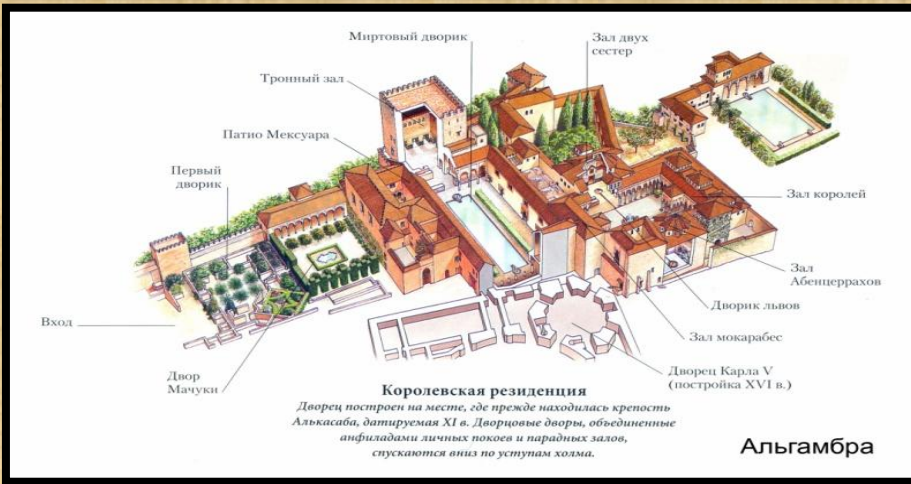 Миртовый дворик
Зал двух
сестер
Тронный зал
Патио Мексуара
Первый
дворик
Зал королей
Зал
Абенцеррахов
Дворик львов
Вход
Зал мокарабес
Двор
Мачуки
Дворец Карла V
(постройка XVI в.)
Королевская резиденция
Дворец построен на месте, где прежде находилась крепость
Алькасаба, датируемая XI в. Дворцовые дворы, объединенные
анфиладами личных покоев и парадных залов,
спускаются вниз по уступам холма.
Альгамбра